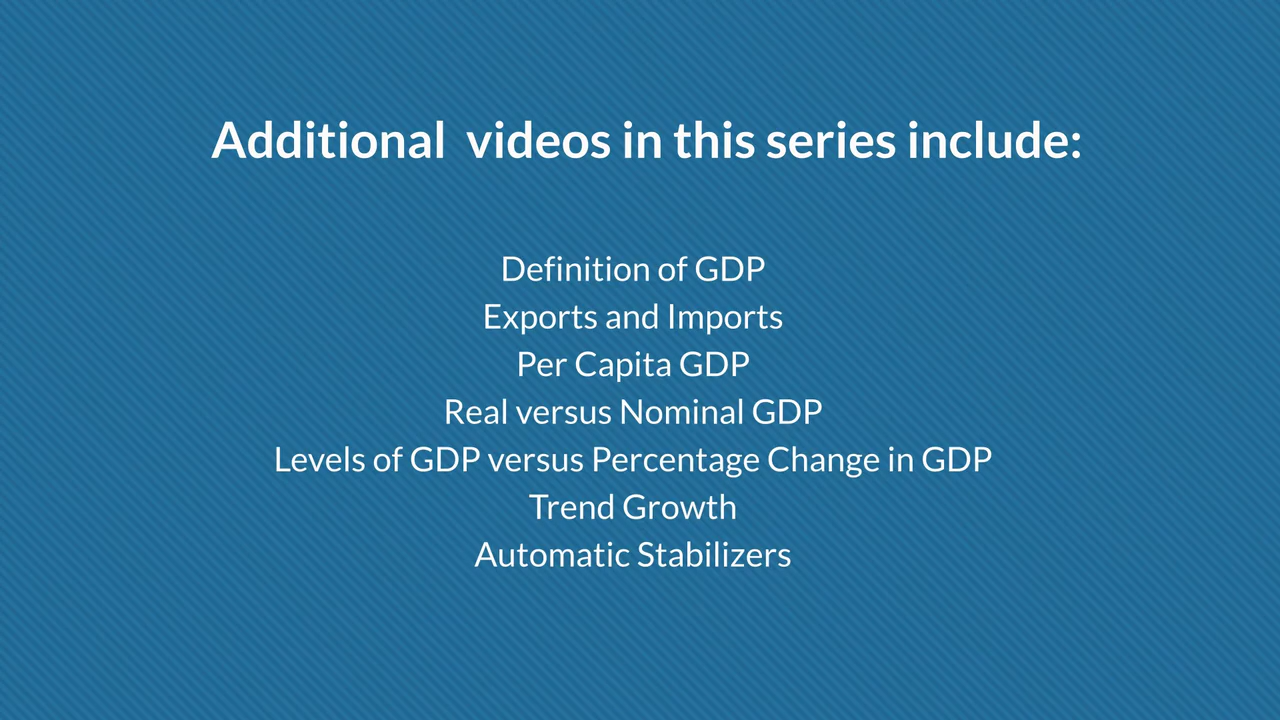 Additional  videos in this series include:
Definition of GDP
Exports and Imports
Per Capita GDP
Real versus Nominal GDP
Levels of GDP versus Percentage Change in GDP
Trend Growth
Automatic Stabilizers